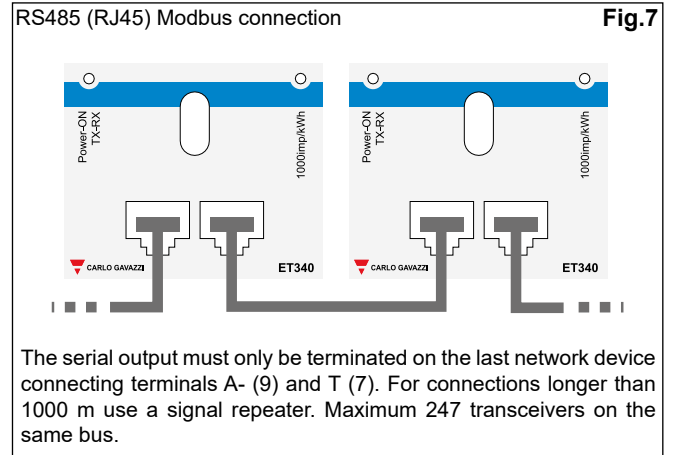 RS485 (RJ45) Modbus connection
Fig.7
Power-ON
TX-RX
1000imp/kWh
CARLO GAVAZZI
ET340
Power-ON
TX-RX
1000imp/kWh
CARLO GAVAZZI
ET340
The serial output must only be terminated on the last network device
connecting terminals A- (9) and T (7). For connections longer than
1000 m use a signal repeater. Maximum 247 transceivers on the
same bus.